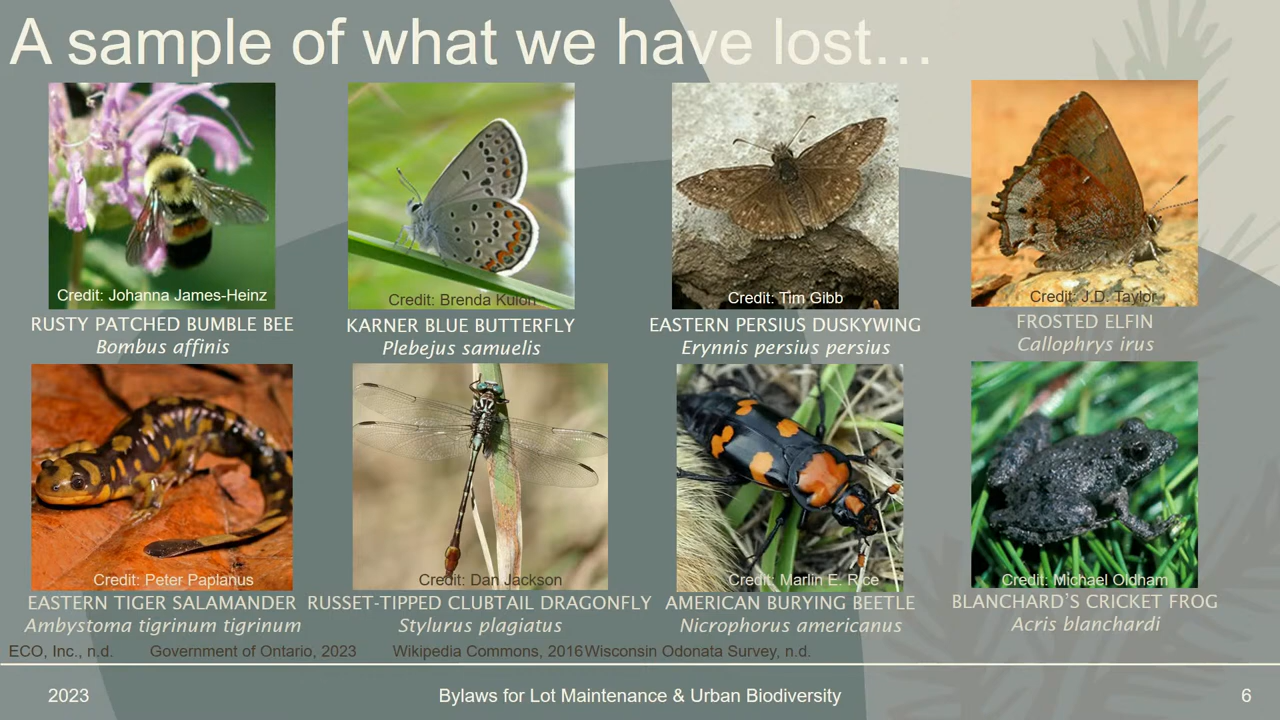 A sample of what we have lost…
Credit: Johanna James-Heinz
Credit: Brenda Kulon
Credit: Tim Gibb
Credit: J.D. Taylor
RUSTY PATCHED BUMBLE BEE
Bombus affinis
KARNER BLUE BUTTERFLY
Plebejus samuelis
EASTERN PERSIUS DUSKYWING
Erynnis persius persius
FROSTED ELFIN
Callophrys irus
Credit: Peter Paplanus
Credit: Dan Jackson
Credit: Marlin E. Rice
Credit: Michael Oldham
EASTERN TIGER SALAMANDER
Ambystoma tigrinum tigrinum
RUSSET-TIPPED CLUBTAIL DRAGONFLY
Stylurus plagiatus
AMERICAN BURYING BEETLE
Nicrophorus americanus
BLANCHARD'S CRICKET FROG
Acris blanchardi
ECO, Inc., n.d. Government of Ontario, 2023 Wikipedia Commons, 2016 Wisconsin Odonata Survey, n.d.
2023 Bylaws for Lot Maintenance & Urban Biodiversity 6